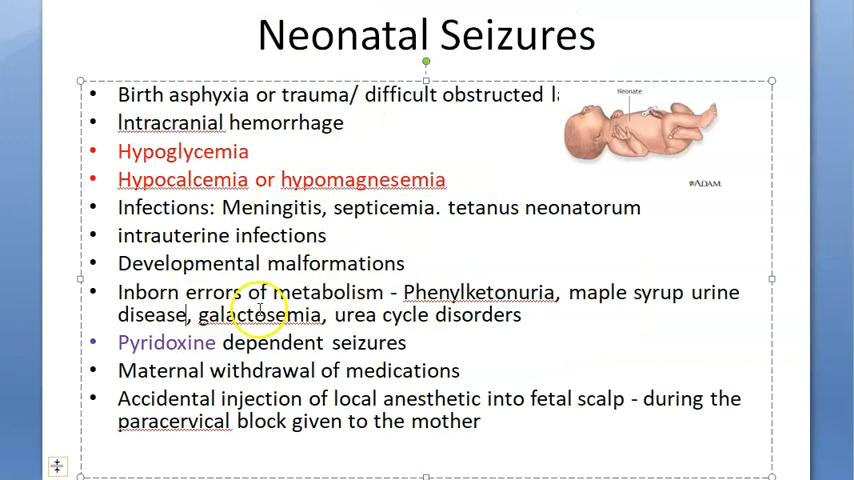 Neonatal Seizures
• Birth asphyxia or trauma/ difficult obstructed
Neonate
• lntracranial hemorrhage
• Hypoglycemia
• Hypocalcemia or hypomagnesemia
ADAM
• Infections: Meningitis, septicemia. tetanus neonatorum
• intrauterine infections
• Developmental malformations
• Inborn errors of metabolism - Phenylketonuria, maple syrup urine
disease, galactosemia, urea cycle disorders
• Pyridoxine dependent seizures
• Maternal withdrawal of medications
• Accidental injection of local anesthetic into fetal scalp - during the
paracervical block given to the mother